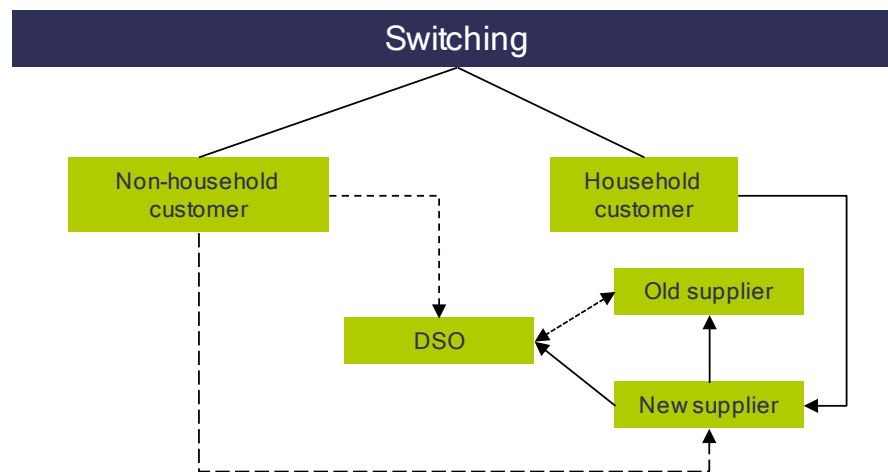 Switching
Non-household
customer
Household
customer
Old supplier
DSO
New supplier